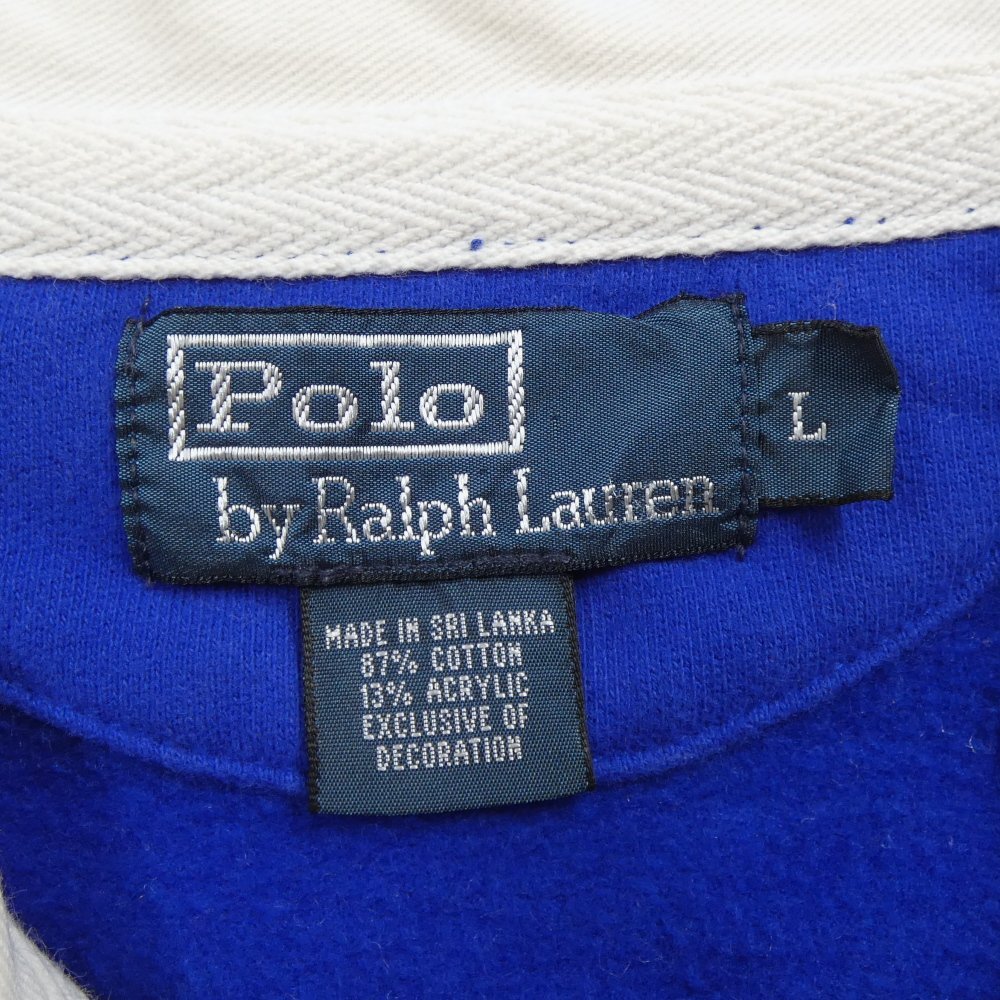 Polo
by Ralph Lauren
L
MADE IN SRI LANKA
87% COTTON
13% ACRYLIC
EXCLUSIVE OF
DECORATION